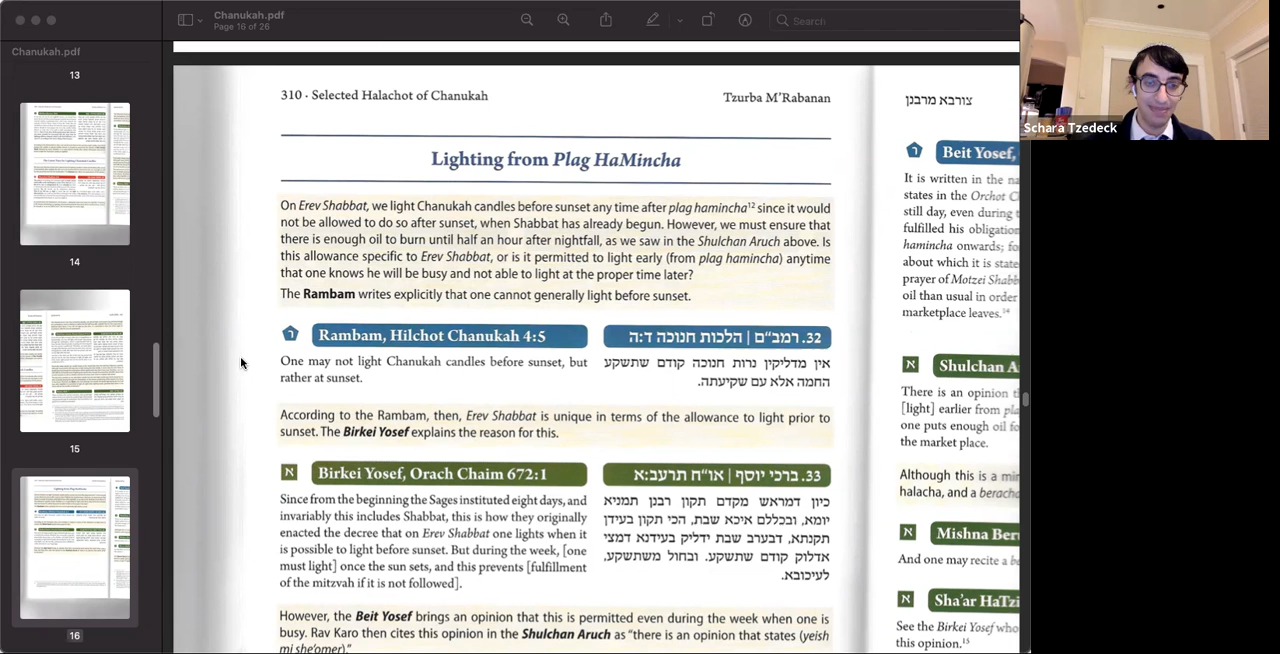 Chanukah.pdf
Page 16 of 26
Search
Chanukah.pdf
13
14
15
16
310 · Selected Halachot of Chanukah
Tzurba M'Rabanan
Lighting from Plag HaMincha
On Erev Shabbat, we light Chanukah candles before sunset any time after plag hamincha12 since it would
not be allowed to do so after sunset, when Shabbat has already begun. However, we must ensure that
there is enough oil to burn until half an hour after nightfall, as we saw in the Shulchan Aruch above. Is
this allowance specific to Erev Shabbat, or is it permitted to light early (from plag hamincha) anytime
that one knows he will be busy and not able to light at the proper time later?
The Rambam writes explicitly that one cannot generally light before sunset.
ר
Rambam, Hilchot Chanukah 4:5
One may not light Chanukah candles before sunset, but
rather at sunset.
32. רמב"ם | הלכות חנוכה ד:ה
אין מדליקין נרות חנוכה קודם שתשקע
החמה אלא עם שקיעתה.
According to the Rambam, then, Erev Shabbat is unique in terms of the allowance to light prior to
sunset. The Birkei Yosef explains the reason for this.
א
Birkei Yosef, Orach Chaim 672:1
Since from the beginning the Sages instituted eight days, and
invariably this includes Shabbat, this is how they originally
enacted the decree that on Erev Shabbat one lights when it
is possible to light before sunset. But during the week, [one
must light] once the sun sets, and this prevents [fulfillment
of the mitzvah if it is not followed].
33. ברכי יוסף | או"ח תרעב:א
כיון דמראש מקדם תקון רבנן תמניא
יומא, ובכללם איכא שבת, הכי תקון בעידן
תקנתא, דבערב שבת ידליק בעידנא דמצי
אדלוק קודם שתשקע. ובחול משתשקע,
לעיכובא.
However, the Beit Yosef brings an opinion that this is permitted even during the week when one is
busy. Rav Karo then cites this opinion in the Shulchan Aruch as "there is an opinion that states (yeish
mi she'omer)."
צורבא מרבנן
ר
Beit Yosef,
It is written in the na
states in the Orchot
still day, even during
fulfilled his obligation
hamincha onwards; fo
about which it is state
prayer of Motzei Shabb
oil than usual in order
marketplace leaves.14
א
Shulchan A
There is an opinion t
[light] earlier from pla
one puts enough oil fo
the market place.
Although this is a min
halacha, and a beracha
א
Mishna Ber
And one may recite a be
א
Sha'ar HaTzi
See the Birkei Yosef who
this opinion.15
Schara Tzedeck